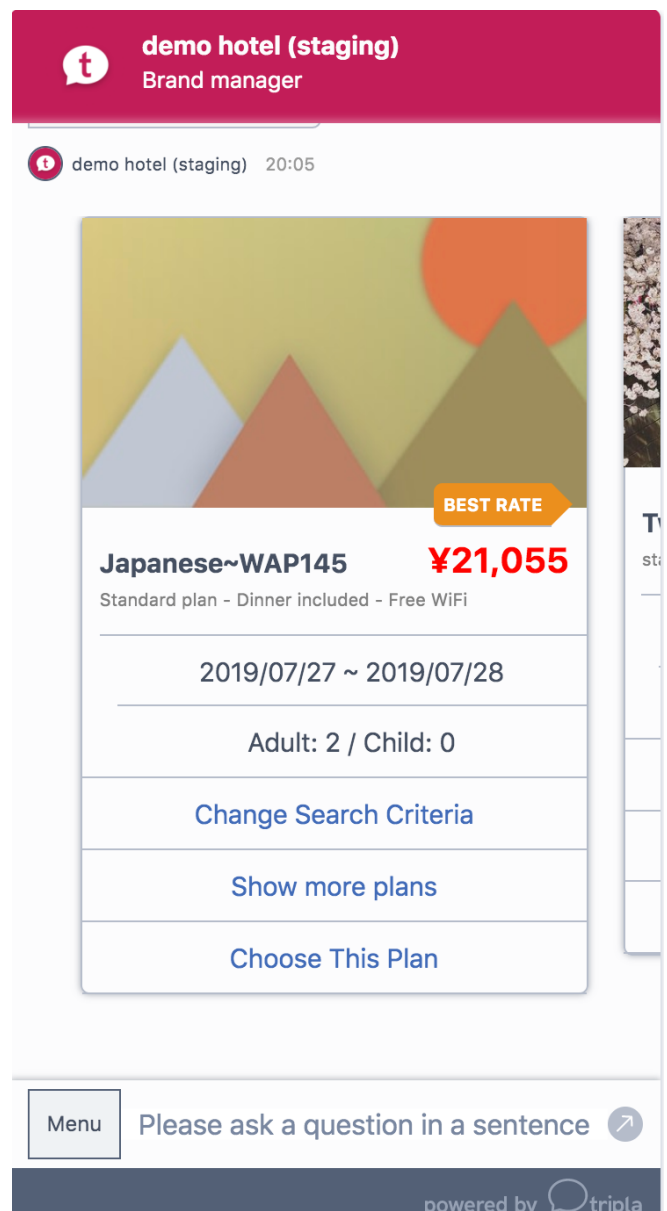 demo hotel (staging)
Brand manager
demo hotel (staging) 20:05
BEST RATE
Japanese~WAP145 ¥21,055
Standard plan - Dinner included - Free WiFi
2019/07/27 ~ 2019/07/28
Adult: 2 / Child: 0
Change Search Criteria
Show more plans
Choose This Plan
Menu
Please ask a question in a sentence
powered by tripla